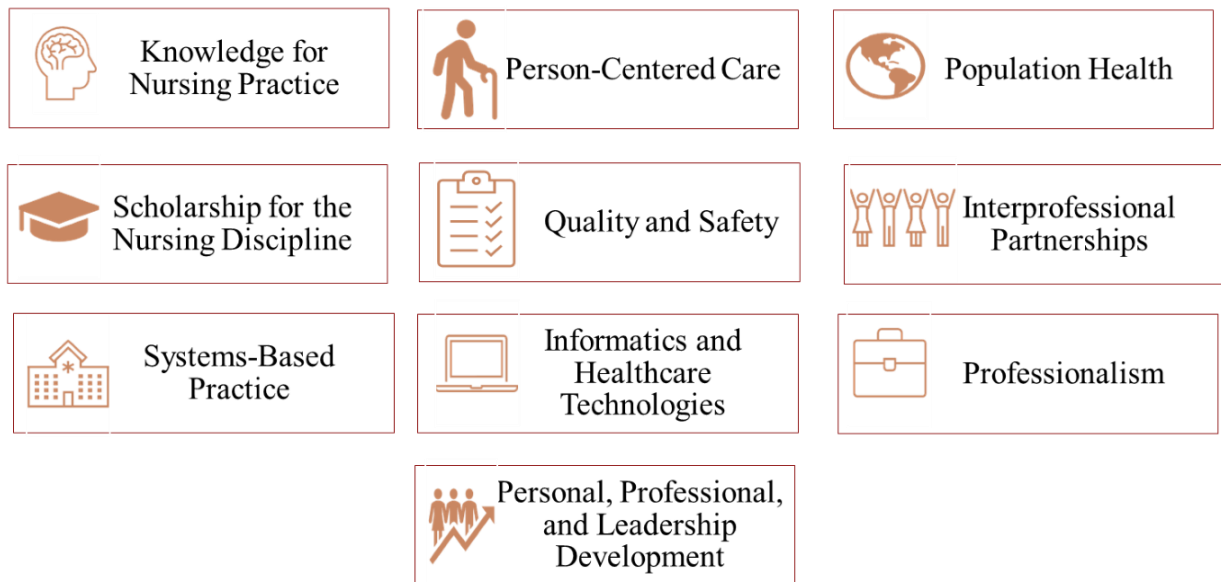 Knowledge for
Nursing Practice
Person-Centered Care
Population Health
Scholarship for the
Nursing Discipline
Quality and Safety
Interprofessional
Partnerships
Systems-Based
Practice
Informatics and
Healthcare
Technologies
Professionalism
Personal, Professional,
and Leadership
Development